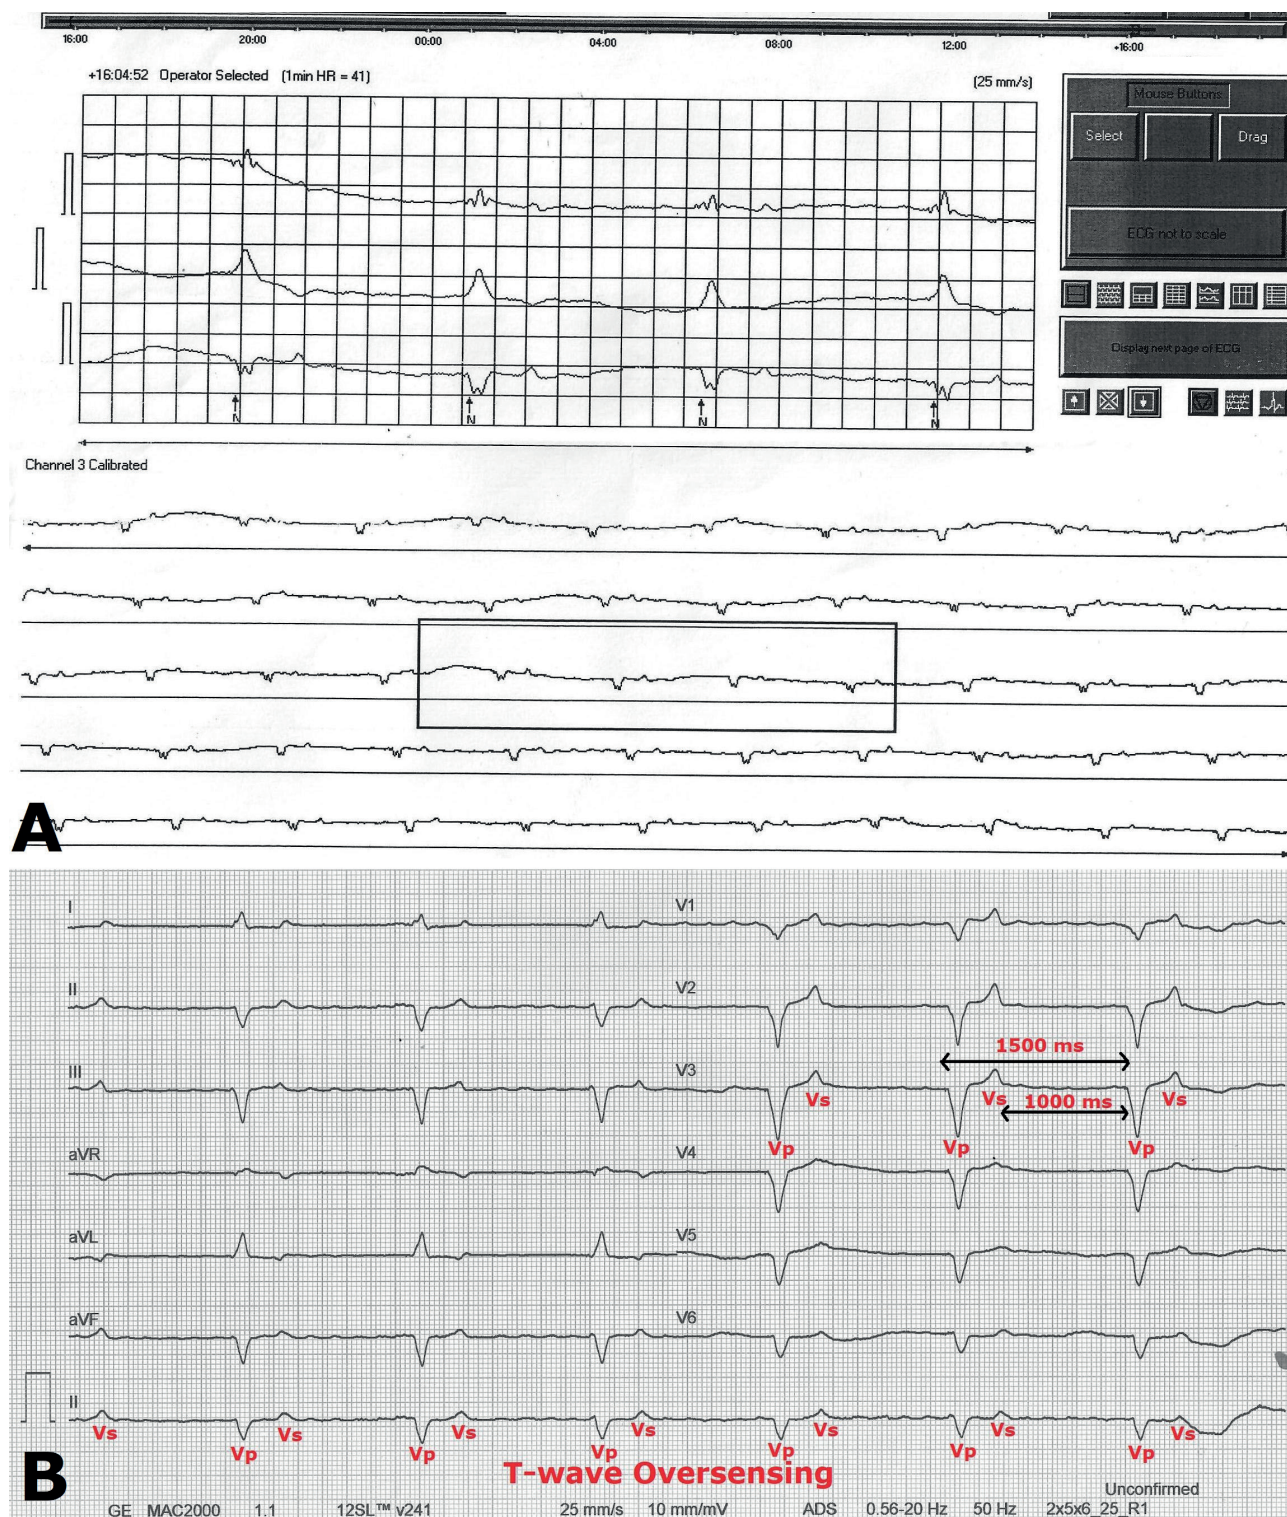 16:00 20:00 00:00 04:00 08:00 12:00 +16:00
+16:04:52 Operator Selected (1min HR = 41) (25 mm/s)
Mouse Buttons
Select Drag
ECG not to scale
Display next page of ECG
N N N N
Channel 3 Calibrated
A
I V1
II V2
1500 ms
III V3
Vs Vs 1000 ms Vs
Vp Vp Vp
aVR V4
aVL V5
aVF V6
II
Vs Vs Vs Vs Vs Vs Vs
Vp Vp Vp Vp Vp Vp
B
T-wave Oversensing
Unconfirmed
GE MAC2000 1.1 12SL™ v241 25 mm/s 10 mm/mV ADS 0.56-20 Hz 50 Hz 2x5x6_25_R1